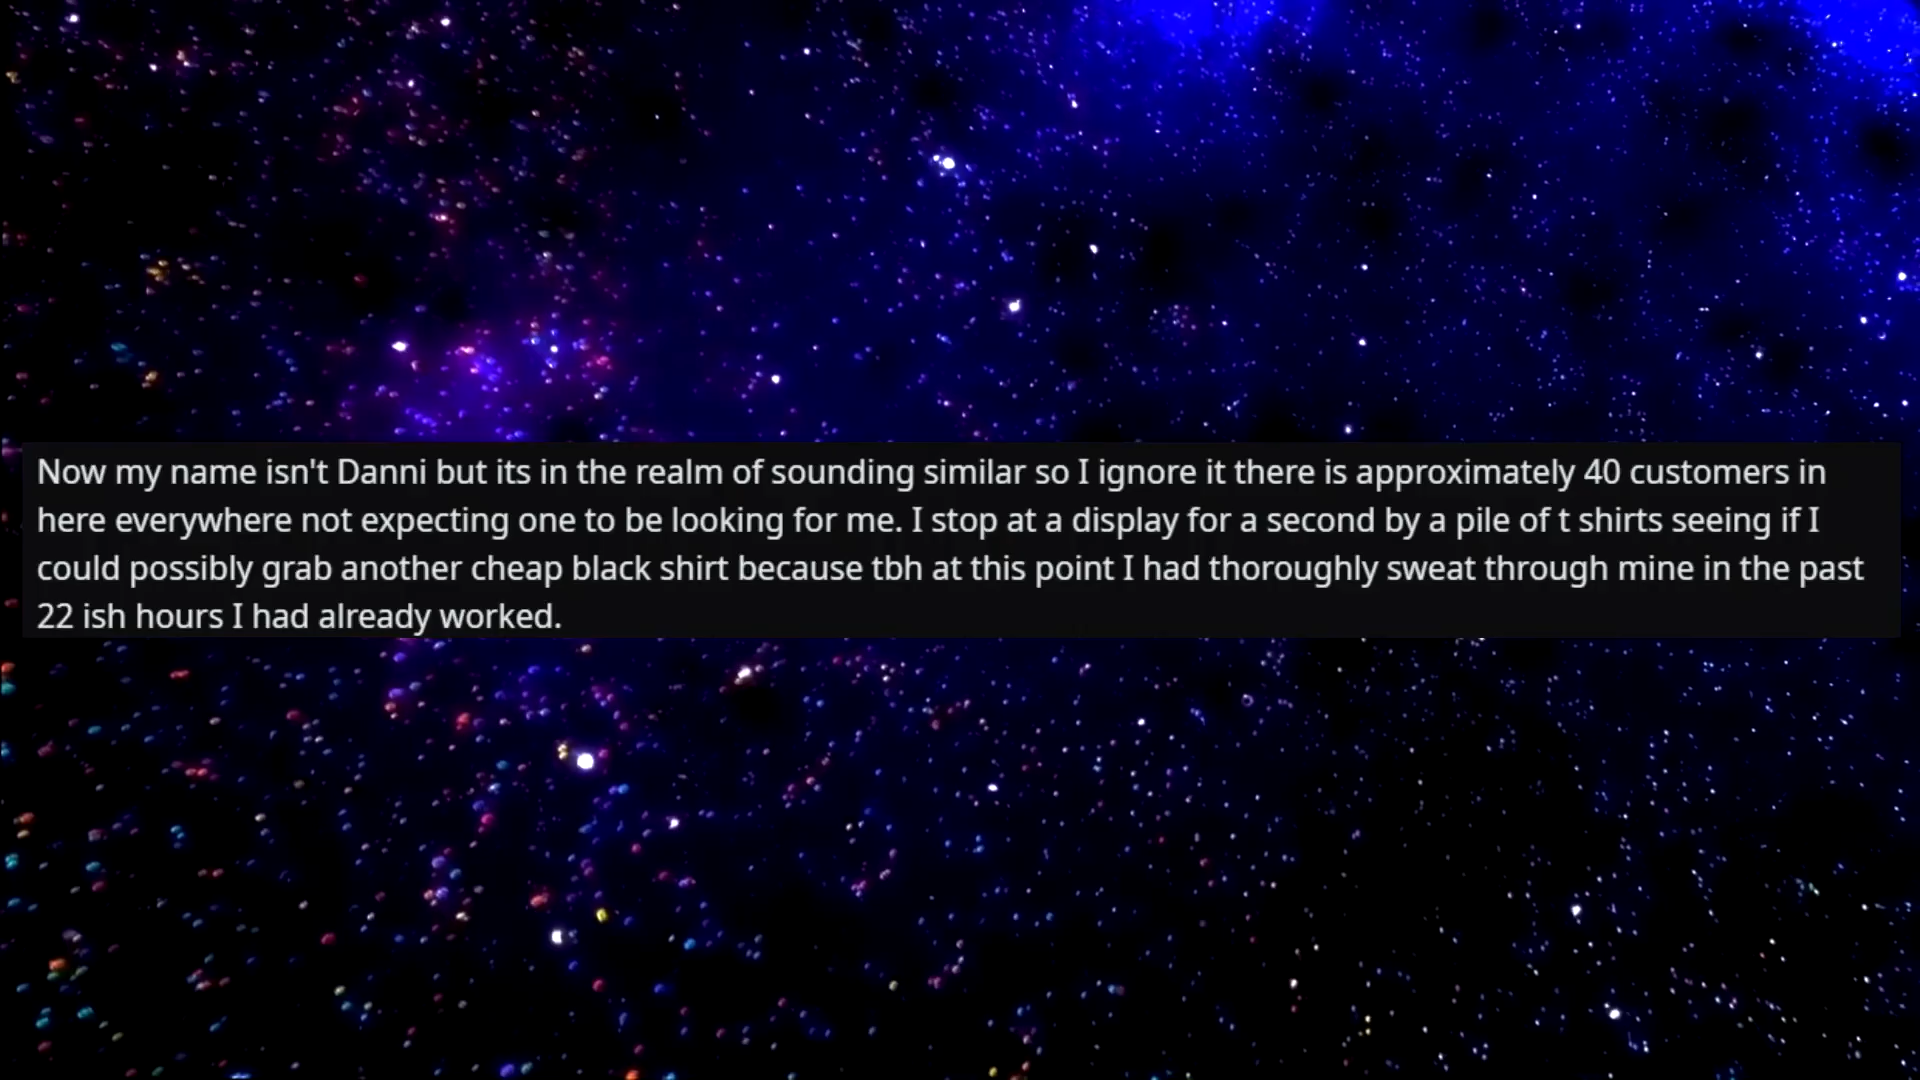 Now my name isn't Danni but its in the realm of sounding similar so I ignore it there is approximately 40 customers in
here everywhere not expecting one to be looking for me. I stop at a display for a second by a pile of t shirts seeing if I
could possibly grab another cheap black shirt because tbh at this point I had thoroughly sweat through mine in the past
22 ish hours I had already worked.